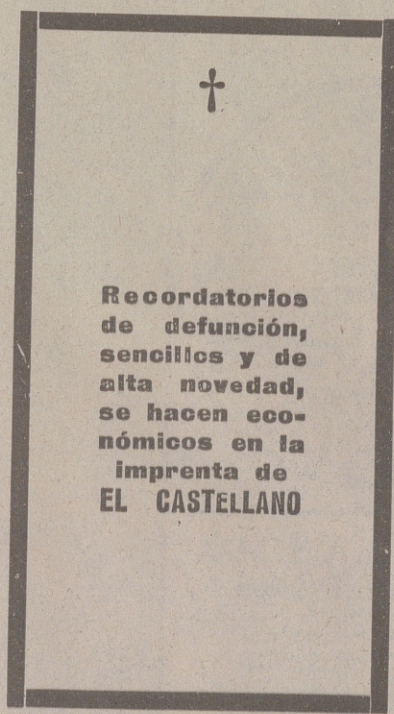 Recordatorios
de defunción,
sencillos y de
alta novedad,
se hacen eco-
nómicos en la
imprenta de
EL CASTELLANO